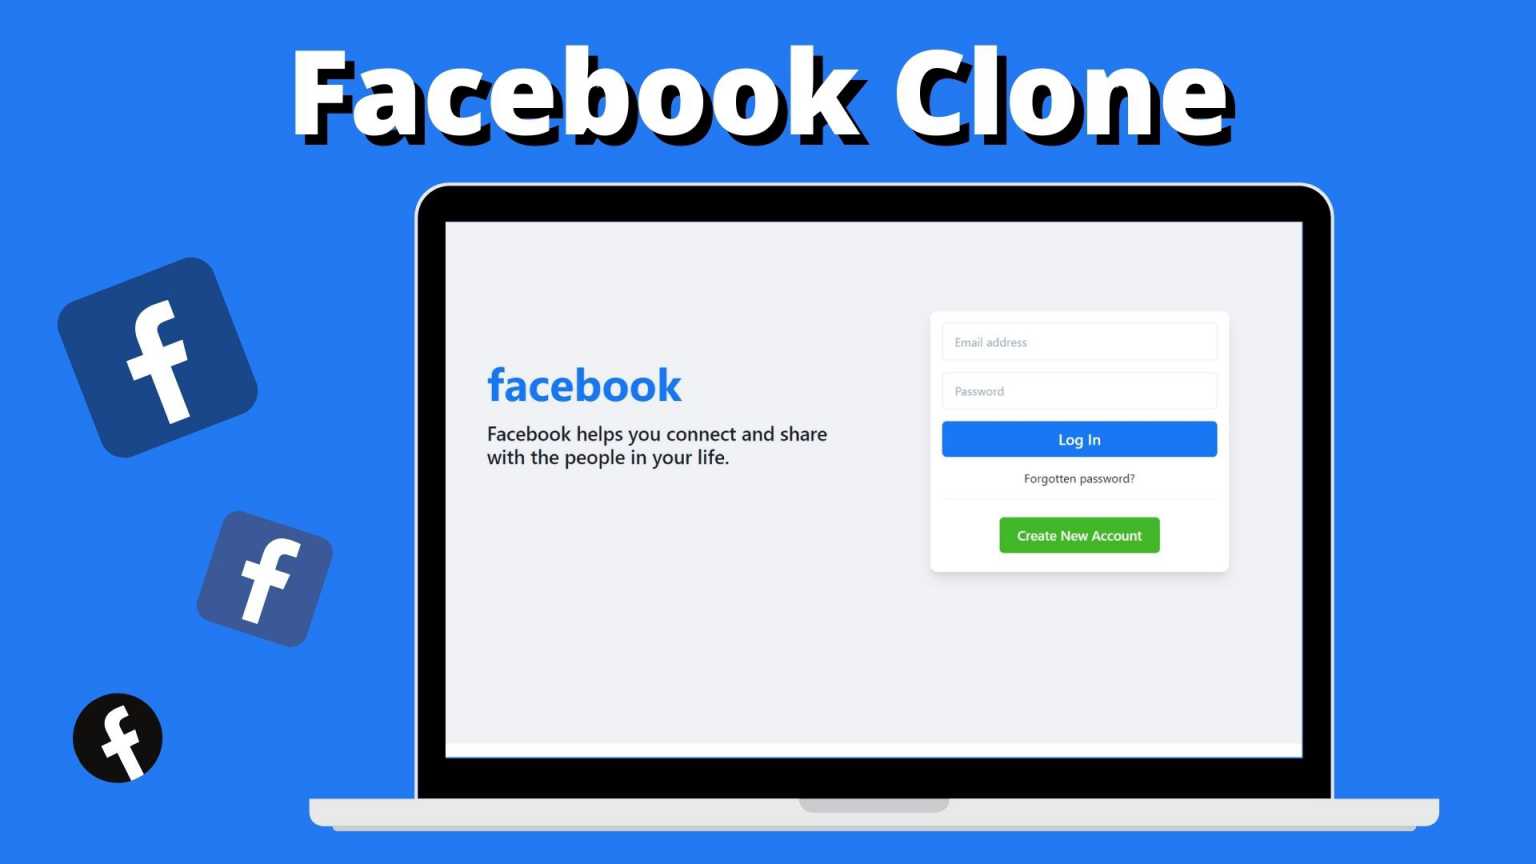 Facebook Clone
f
f
f
facebook
Facebook helps you connect and share
with the people in your life.
Email address
Password
Log In
Forgotten password?
Create New Account